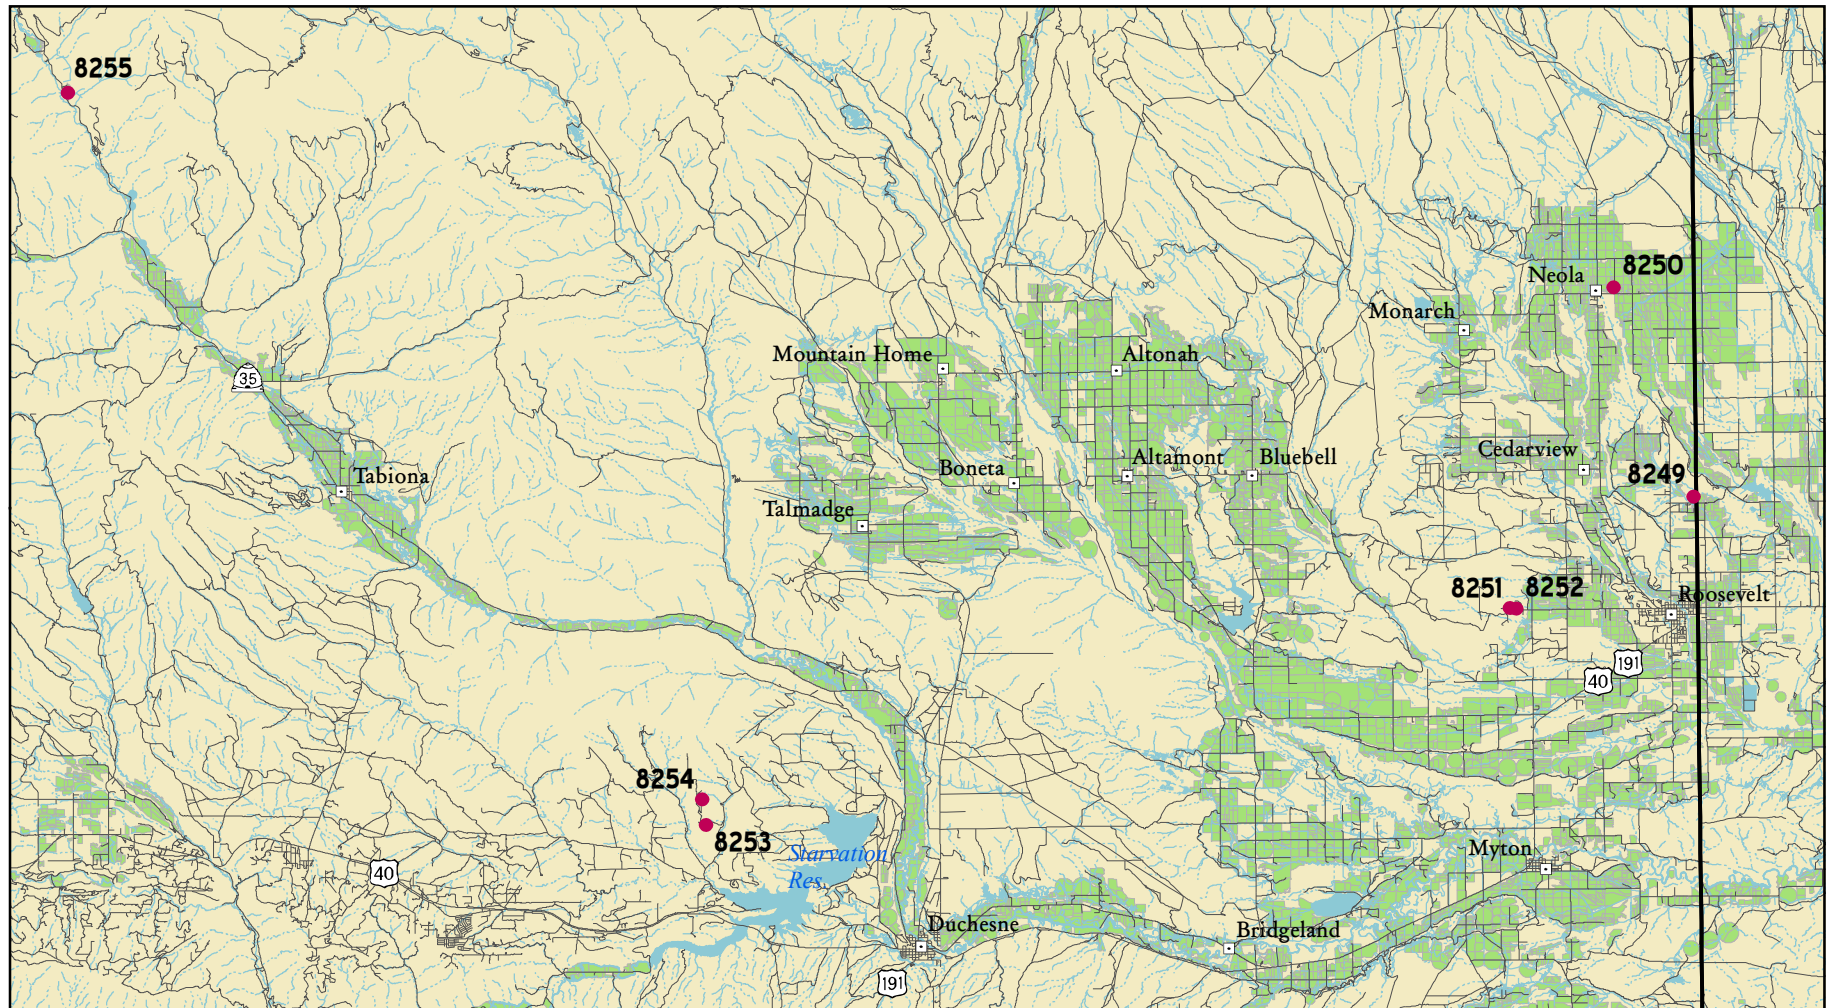 8255
Neola
8250
Monarch
Mountain Home
Altonah
35
Tabiona
Boneta
Altamont
Bluebell
Cedarview
8249
Talmadge
8251
8252
Roosevelt
191
40
8254
8253
Starvation
Res.
Myton
40
Duchesne
Bridgeland
191